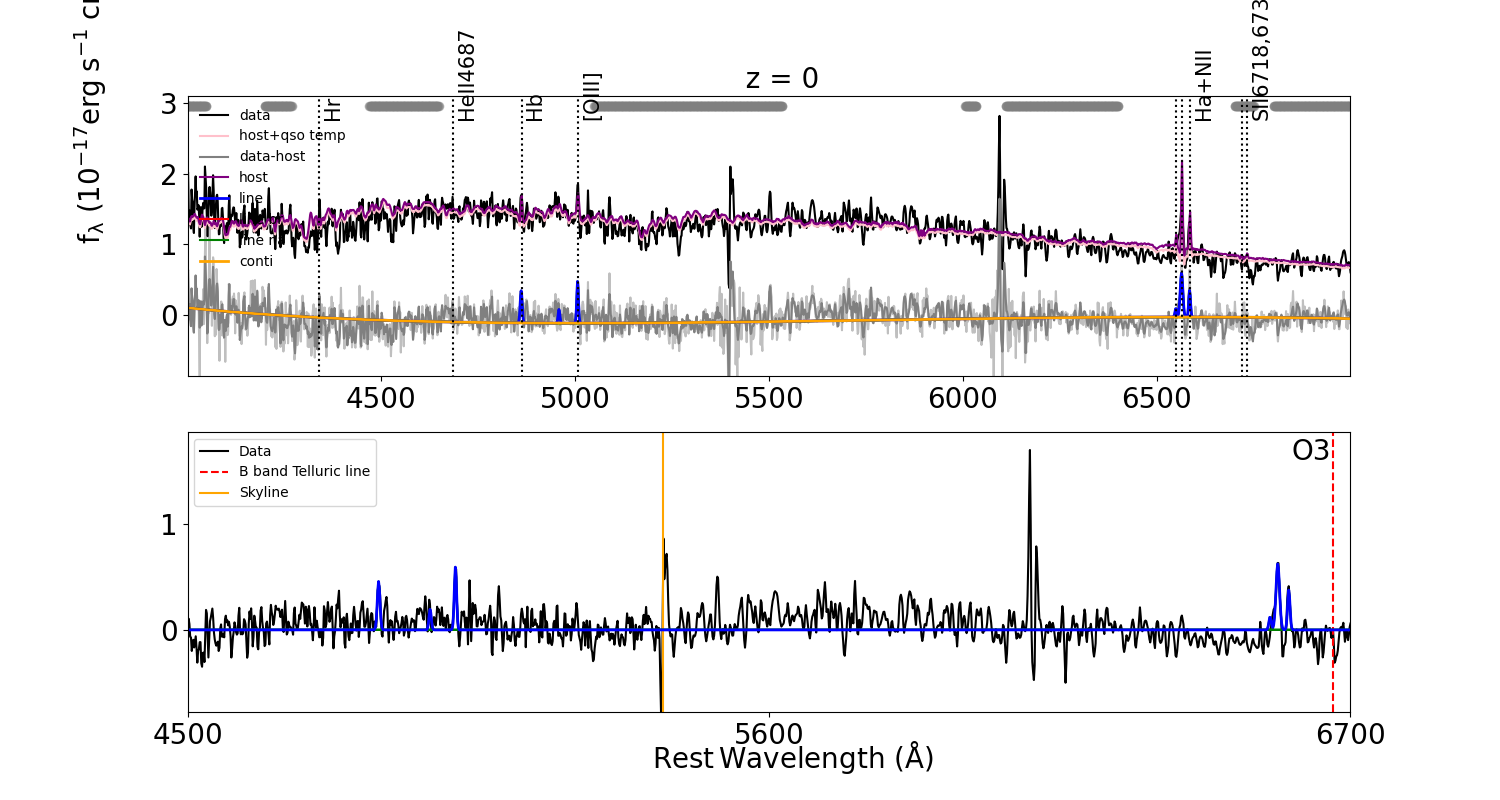 z = 0
fλ (10−17erg s−1 c
Hr
HeII4687
Hb
[OIII]
Ha+NII
SII6718,673
3
2
1
0
data
host+qso temp
data-host
host
line
line n
conti
4500
5000
5500
6000
6500
O3
Data
B band Telluric line
Skyline
1
0
4500
5600
6700
Rest Wavelength (Å)